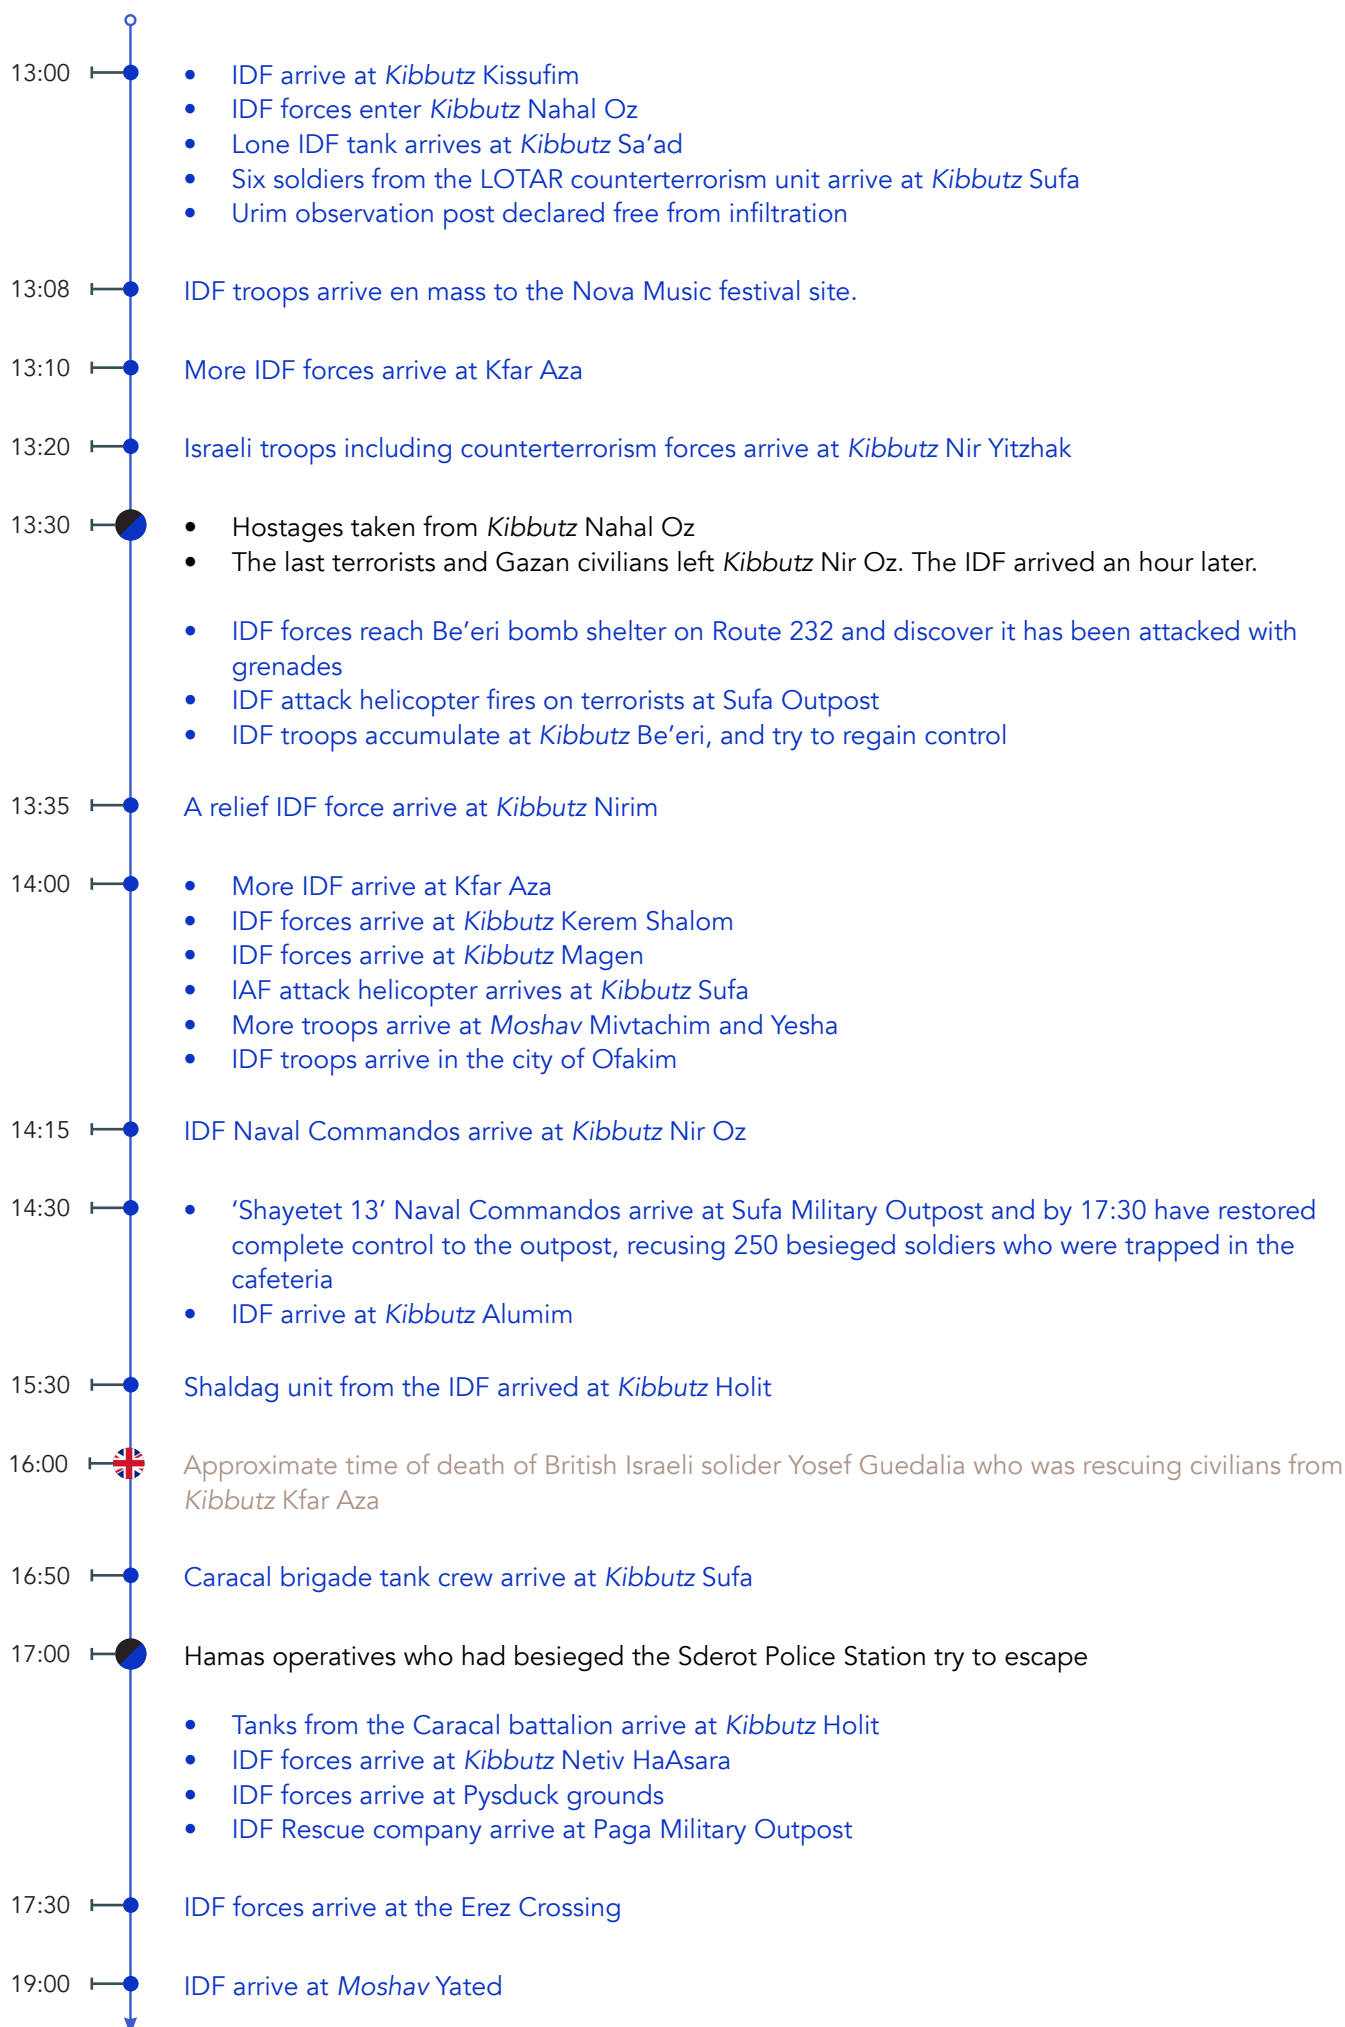 13:00
• IDF arrive at Kibbutz Kissufim
• IDF forces enter Kibbutz Nahal Oz
• Lone IDF tank arrives at Kibbutz Sa’ad
• Six soldiers from the LOTAR counterterrorism unit arrive at Kibbutz Sufa
• Urim observation post declared free from infiltration
13:08
IDF troops arrive en mass to the Nova Music festival site.
13:10
More IDF forces arrive at Kfar Aza
13:20
Israeli troops including counterterrorism forces arrive at Kibbutz Nir Yitzhak
13:30
• Hostages taken from Kibbutz Nahal Oz
• The last terrorists and Gazan civilians left Kibbutz Nir Oz. The IDF arrived an hour later.
• IDF forces reach Be’eri bomb shelter on Route 232 and discover it has been attacked with
grenades
• IDF attack helicopter fires on terrorists at Sufa Outpost
• IDF troops accumulate at Kibbutz Be’eri, and try to regain control
13:35
A relief IDF force arrive at Kibbutz Nirim
14:00
• More IDF arrive at Kfar Aza
• IDF forces arrive at Kibbutz Kerem Shalom
• IDF forces arrive at Kibbutz Magen
• IAF attack helicopter arrives at Kibbutz Sufa
• More troops arrive at Moshav Mivtachim and Yesha
• IDF troops arrive in the city of Ofakim
14:15
IDF Naval Commandos arrive at Kibbutz Nir Oz
14:30
• ‘Shayetet 13’ Naval Commandos arrive at Sufa Military Outpost and by 17:30 have restored
complete control to the outpost, recusing 250 besieged soldiers who were trapped in the
cafeteria
• IDF arrive at Kibbutz Alumim
15:30
Shaldag unit from the IDF arrived at Kibbutz Holit
16:00
Approximate time of death of British Israeli solider Yosef Guedalia who was rescuing civilians from
Kibbutz Kfar Aza
16:50
Caracal brigade tank crew arrive at Kibbutz Sufa
17:00
Hamas operatives who had besieged the Sderot Police Station try to escape
• Tanks from the Caracal battalion arrive at Kibbutz Holit
• IDF forces arrive at Kibbutz Netiv HaAsara
• IDF forces arrive at Pysduck grounds
• IDF Rescue company arrive at Paga Military Outpost
17:30
IDF forces arrive at the Erez Crossing
19:00
IDF arrive at Moshav Yated